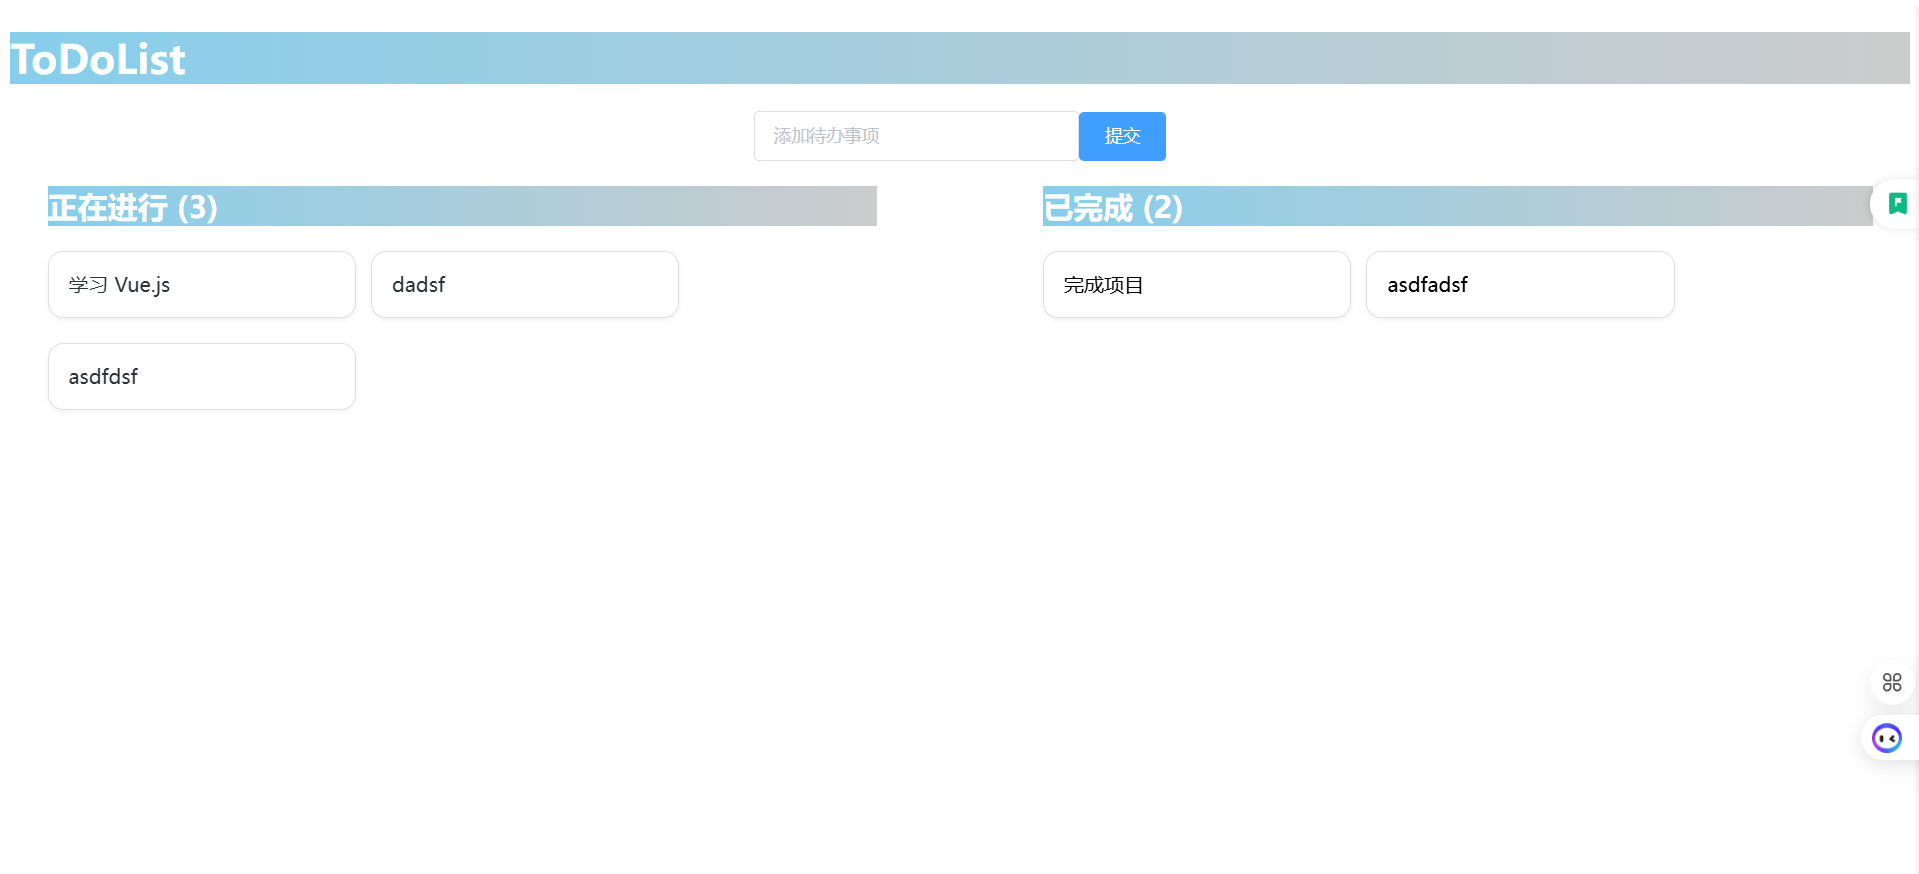 ToDoList
添加待办事项
提交
正在进行 (3)
学习 Vue.js
dadsf
asdfdsf
已完成 (2)
完成项目
asdfadsf